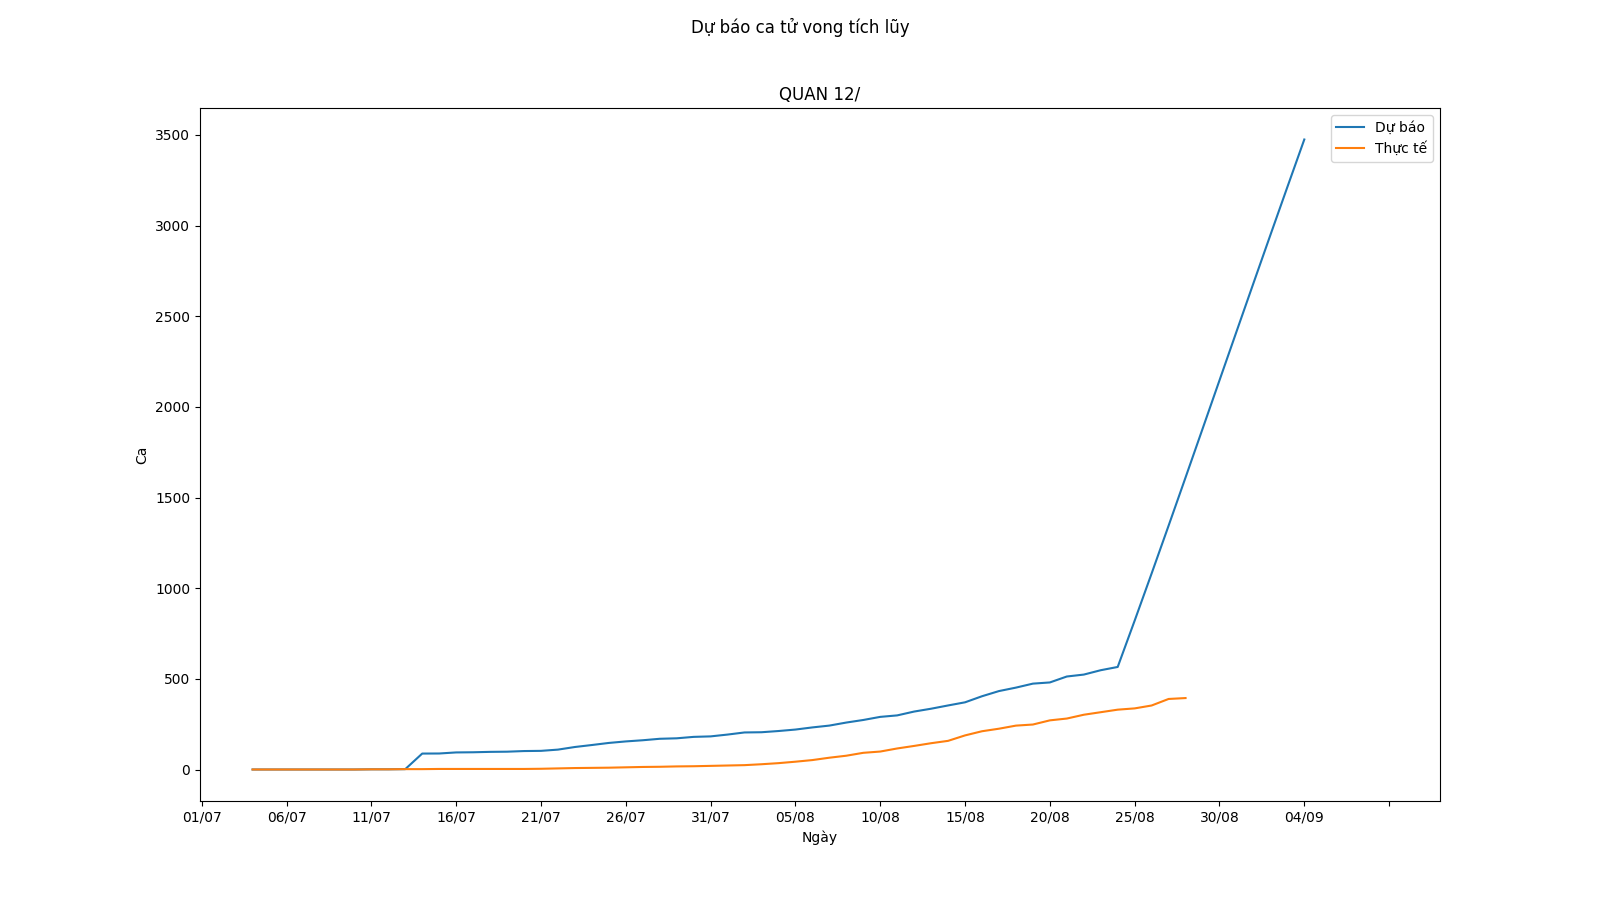 Dự báo ca tử vong tích lũy
QUAN 12/
Dự báo
Thực tế
3500
3000
2500
2000
1500
1000
500
0
Ca
01/07 06/07 11/07 16/07 21/07 26/07 31/07 05/08 10/08 15/08 20/08 25/08 30/08 04/09
Ngày